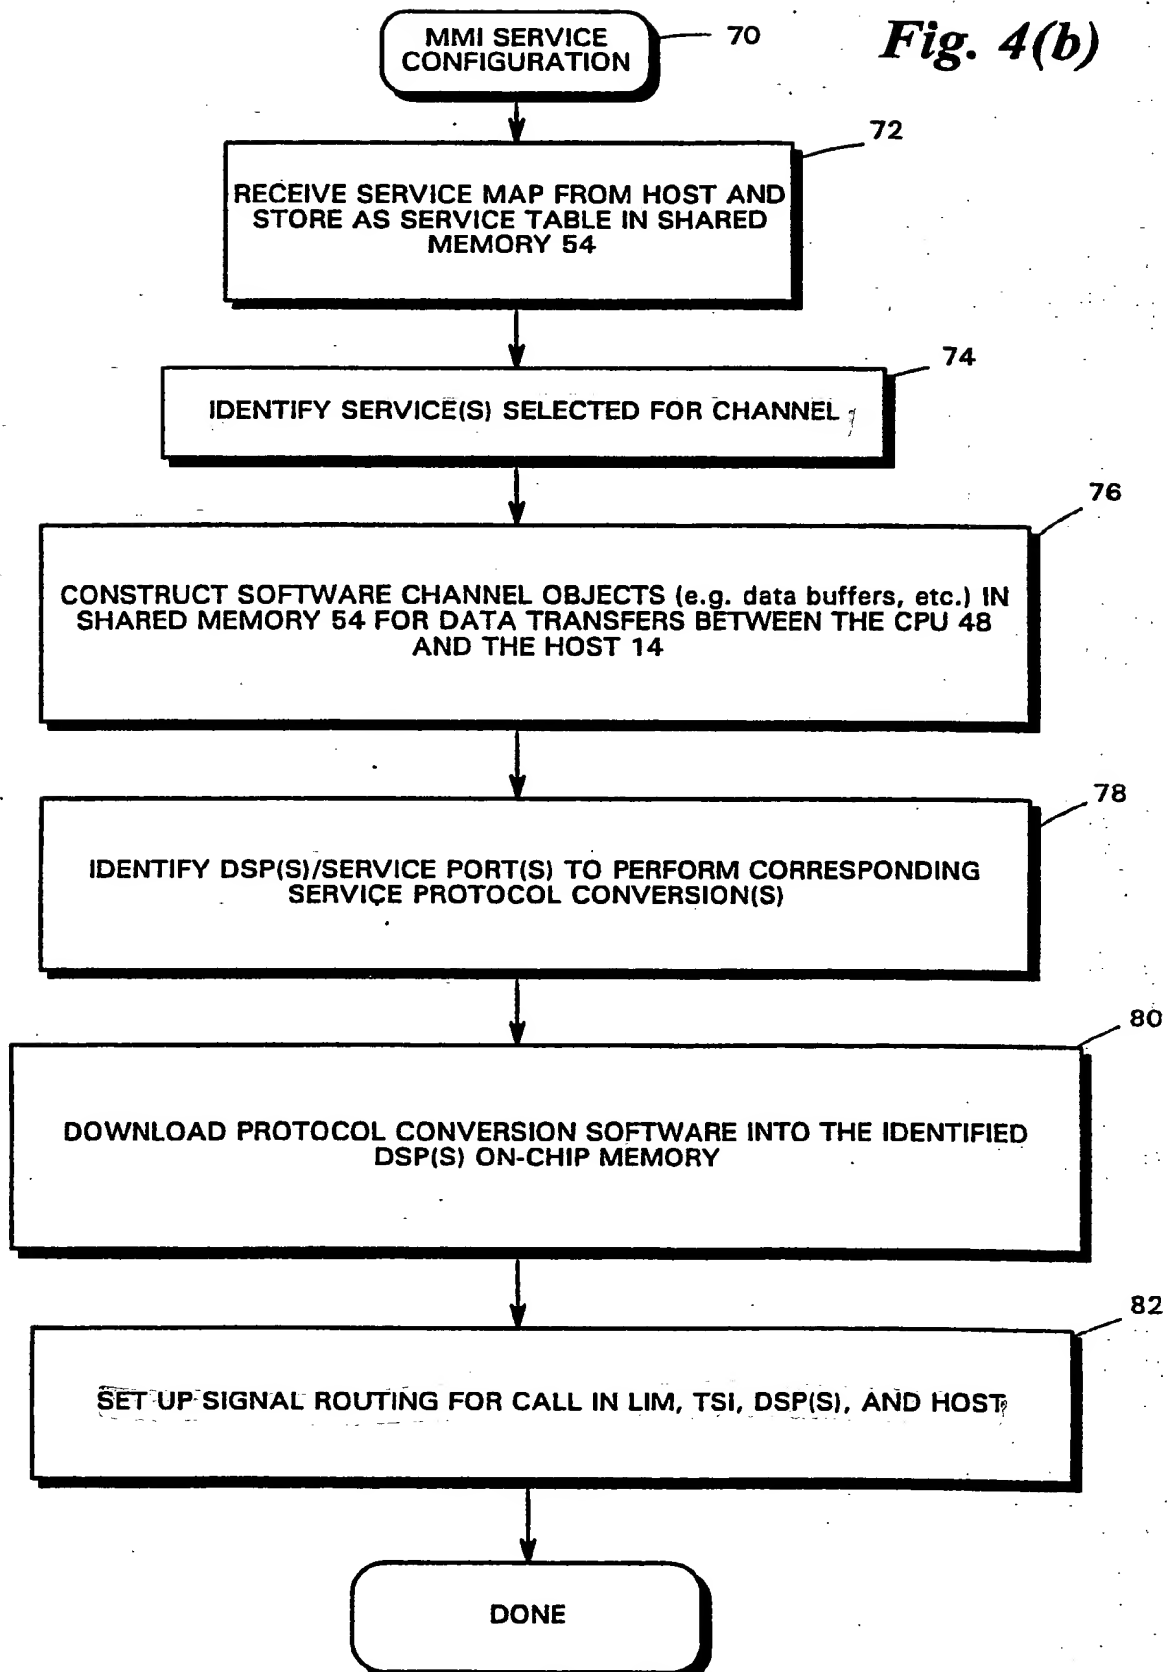 Fig. 4(b)
MMI SERVICE
CONFIGURATION
70
72
RECEIVE SERVICE MAP FROM HOST AND
STORE AS SERVICE TABLE IN SHARED
MEMORY 54
74
IDENTIFY SERVICE(S) SELECTED FOR CHANNEL
76
CONSTRUCT SOFTWARE CHANNEL OBJECTS (e.g. data buffers, etc.) IN
SHARED MEMORY 54 FOR DATA TRANSFERS BETWEEN THE CPU 48
AND THE HOST 14
78
IDENTIFY DSP(S)/SERVICE PORT(S) TO PERFORM CORRESPONDING
SERVICE PROTOCOL CONVERSION(S)
80
DOWNLOAD PROTOCOL CONVERSION SOFTWARE INTO THE IDENTIFIED
DSP(S) ON-CHIP MEMORY
82
SET UP SIGNAL ROUTING FOR CALL IN LIM, TSI, DSP(S), AND HOST
DONE